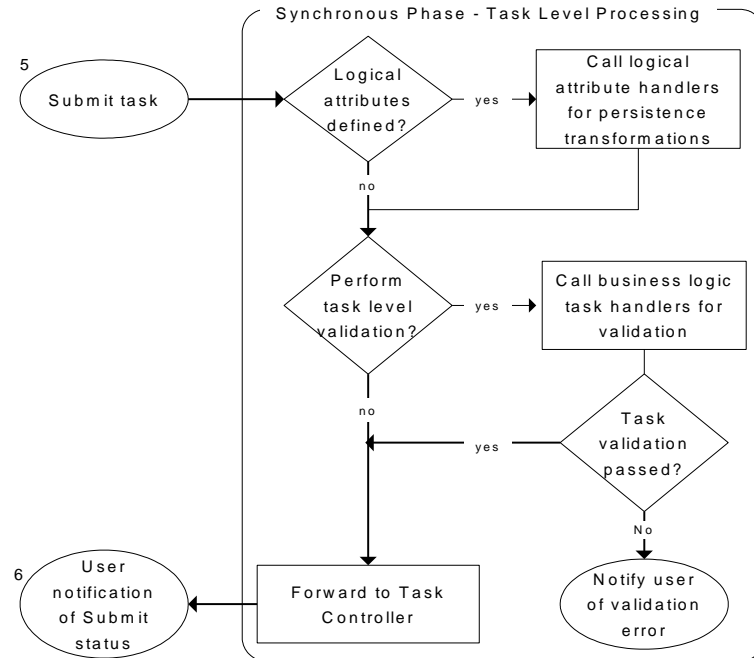 Synchronous Phase - Task Level Processing
5
Submit task
Logical
attributes
defined?
yes
Call logical
attribute handlers
for persistence
transformations
no
Perform
task level
validation?
yes
Call business logic
task handlers for
validation
no
Task
validation
passed?
yes
No
6
User
notification
of Submit
status
Forward to Task
Controller
Notify user
of validation
error